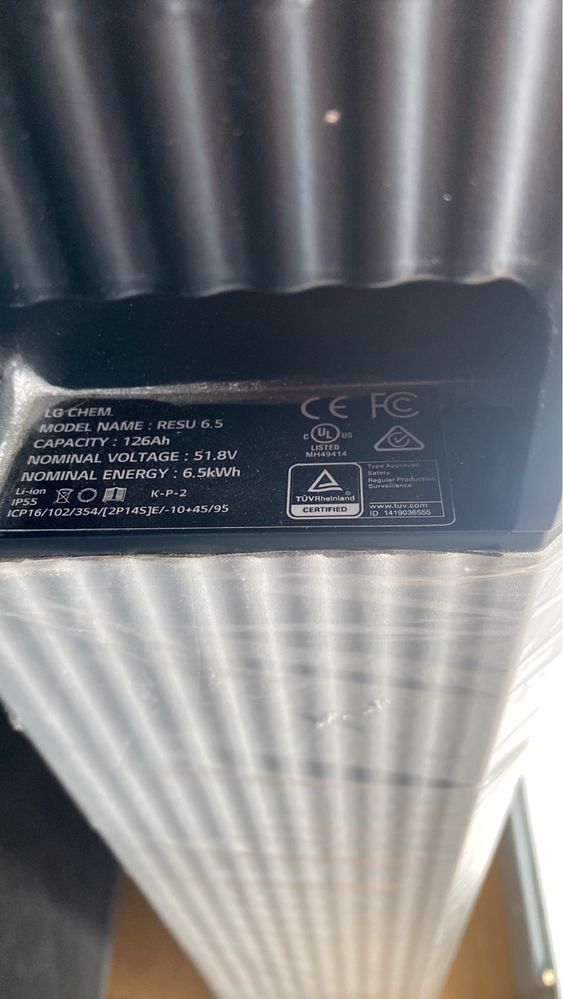 LG CHEM.
MODEL NAME : RESU 6.5
CAPACITY : 126Ah
NOMINAL VOLTAGE : 51.8V
NOMINAL ENERGY : 6.5kWh
Li-ion
IP55
K-P-2
ICP16/102/354/[2P14S]E/-10+45/95
CE FC
c UL US
LISTED
MH49414
TÜVRheinland
CERTIFIED
Type Approved
Safety
Regular Production
Surveillance
www.tuv.com
ID 1419036555